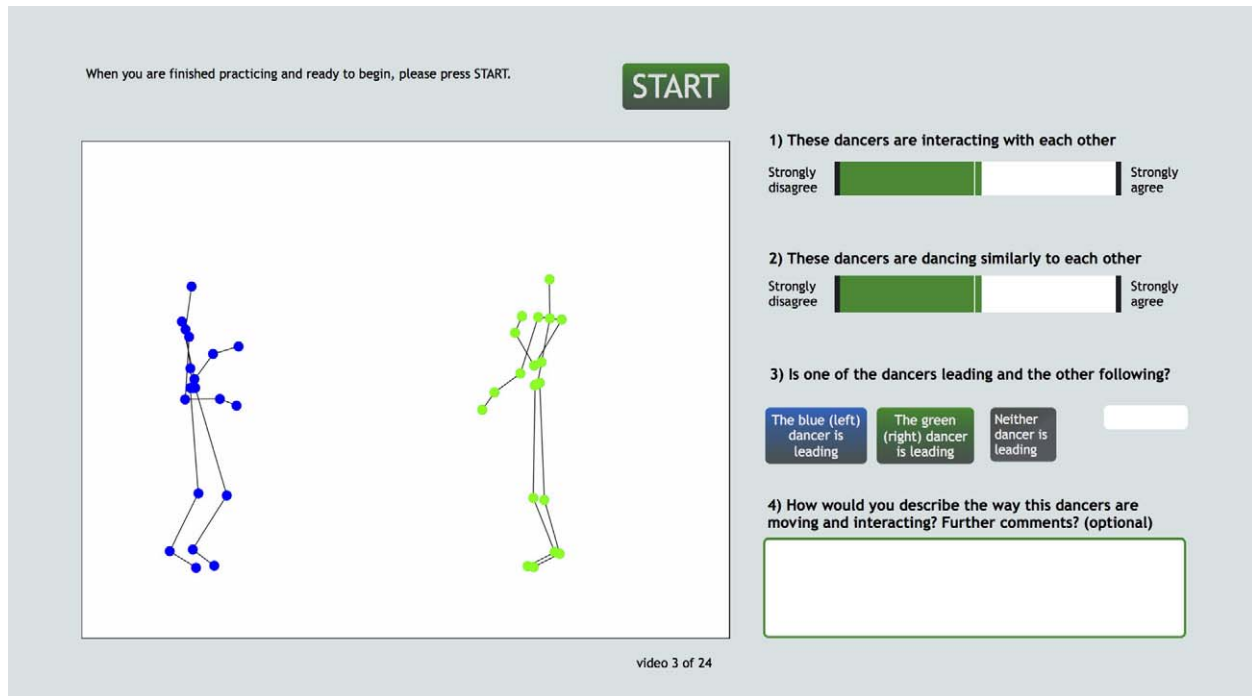 When you are finished practicing and ready to begin, please press START.
START
1) These dancers are interacting with each other
Strongly
disagree
Strongly
agree
2) These dancers are dancing similarly to each other
Strongly
disagree
Strongly
agree
3) Is one of the dancers leading and the other following?
The blue (left)
dancer is
leading
The green
(right) dancer
is leading
Neither
dancer is
leading
4) How would you describe the way this dancers are
moving and interacting? Further comments? (optional)
video 3 of 24